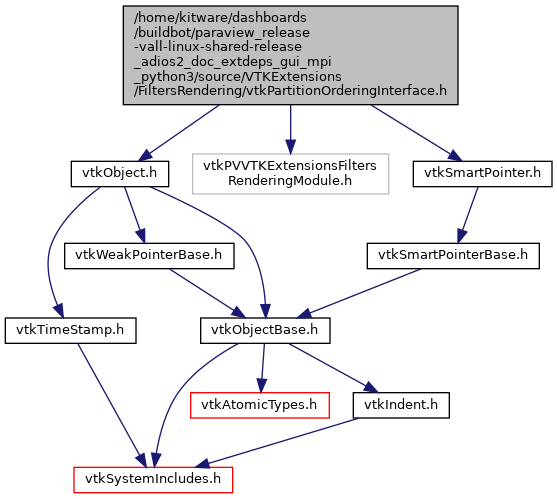 /home/kitware/dashboards
/buildbot/paraview_release
-vall-linux-shared-release
_adios2_doc_extdeps_gui_mpi
_python3/source/VTKExtensions
/FiltersRendering/vtkPartitionOrderingInterface.h
vtkObject.h
vtkPVVTKExtensionsFilters
RenderingModule.h
vtkSmartPointer.h
vtkWeakPointerBase.h
vtkSmartPointerBase.h
vtkTimeStamp.h
vtkObjectBase.h
vtkAtomicTypes.h
vtkIndent.h
vtkSystemIncludes.h